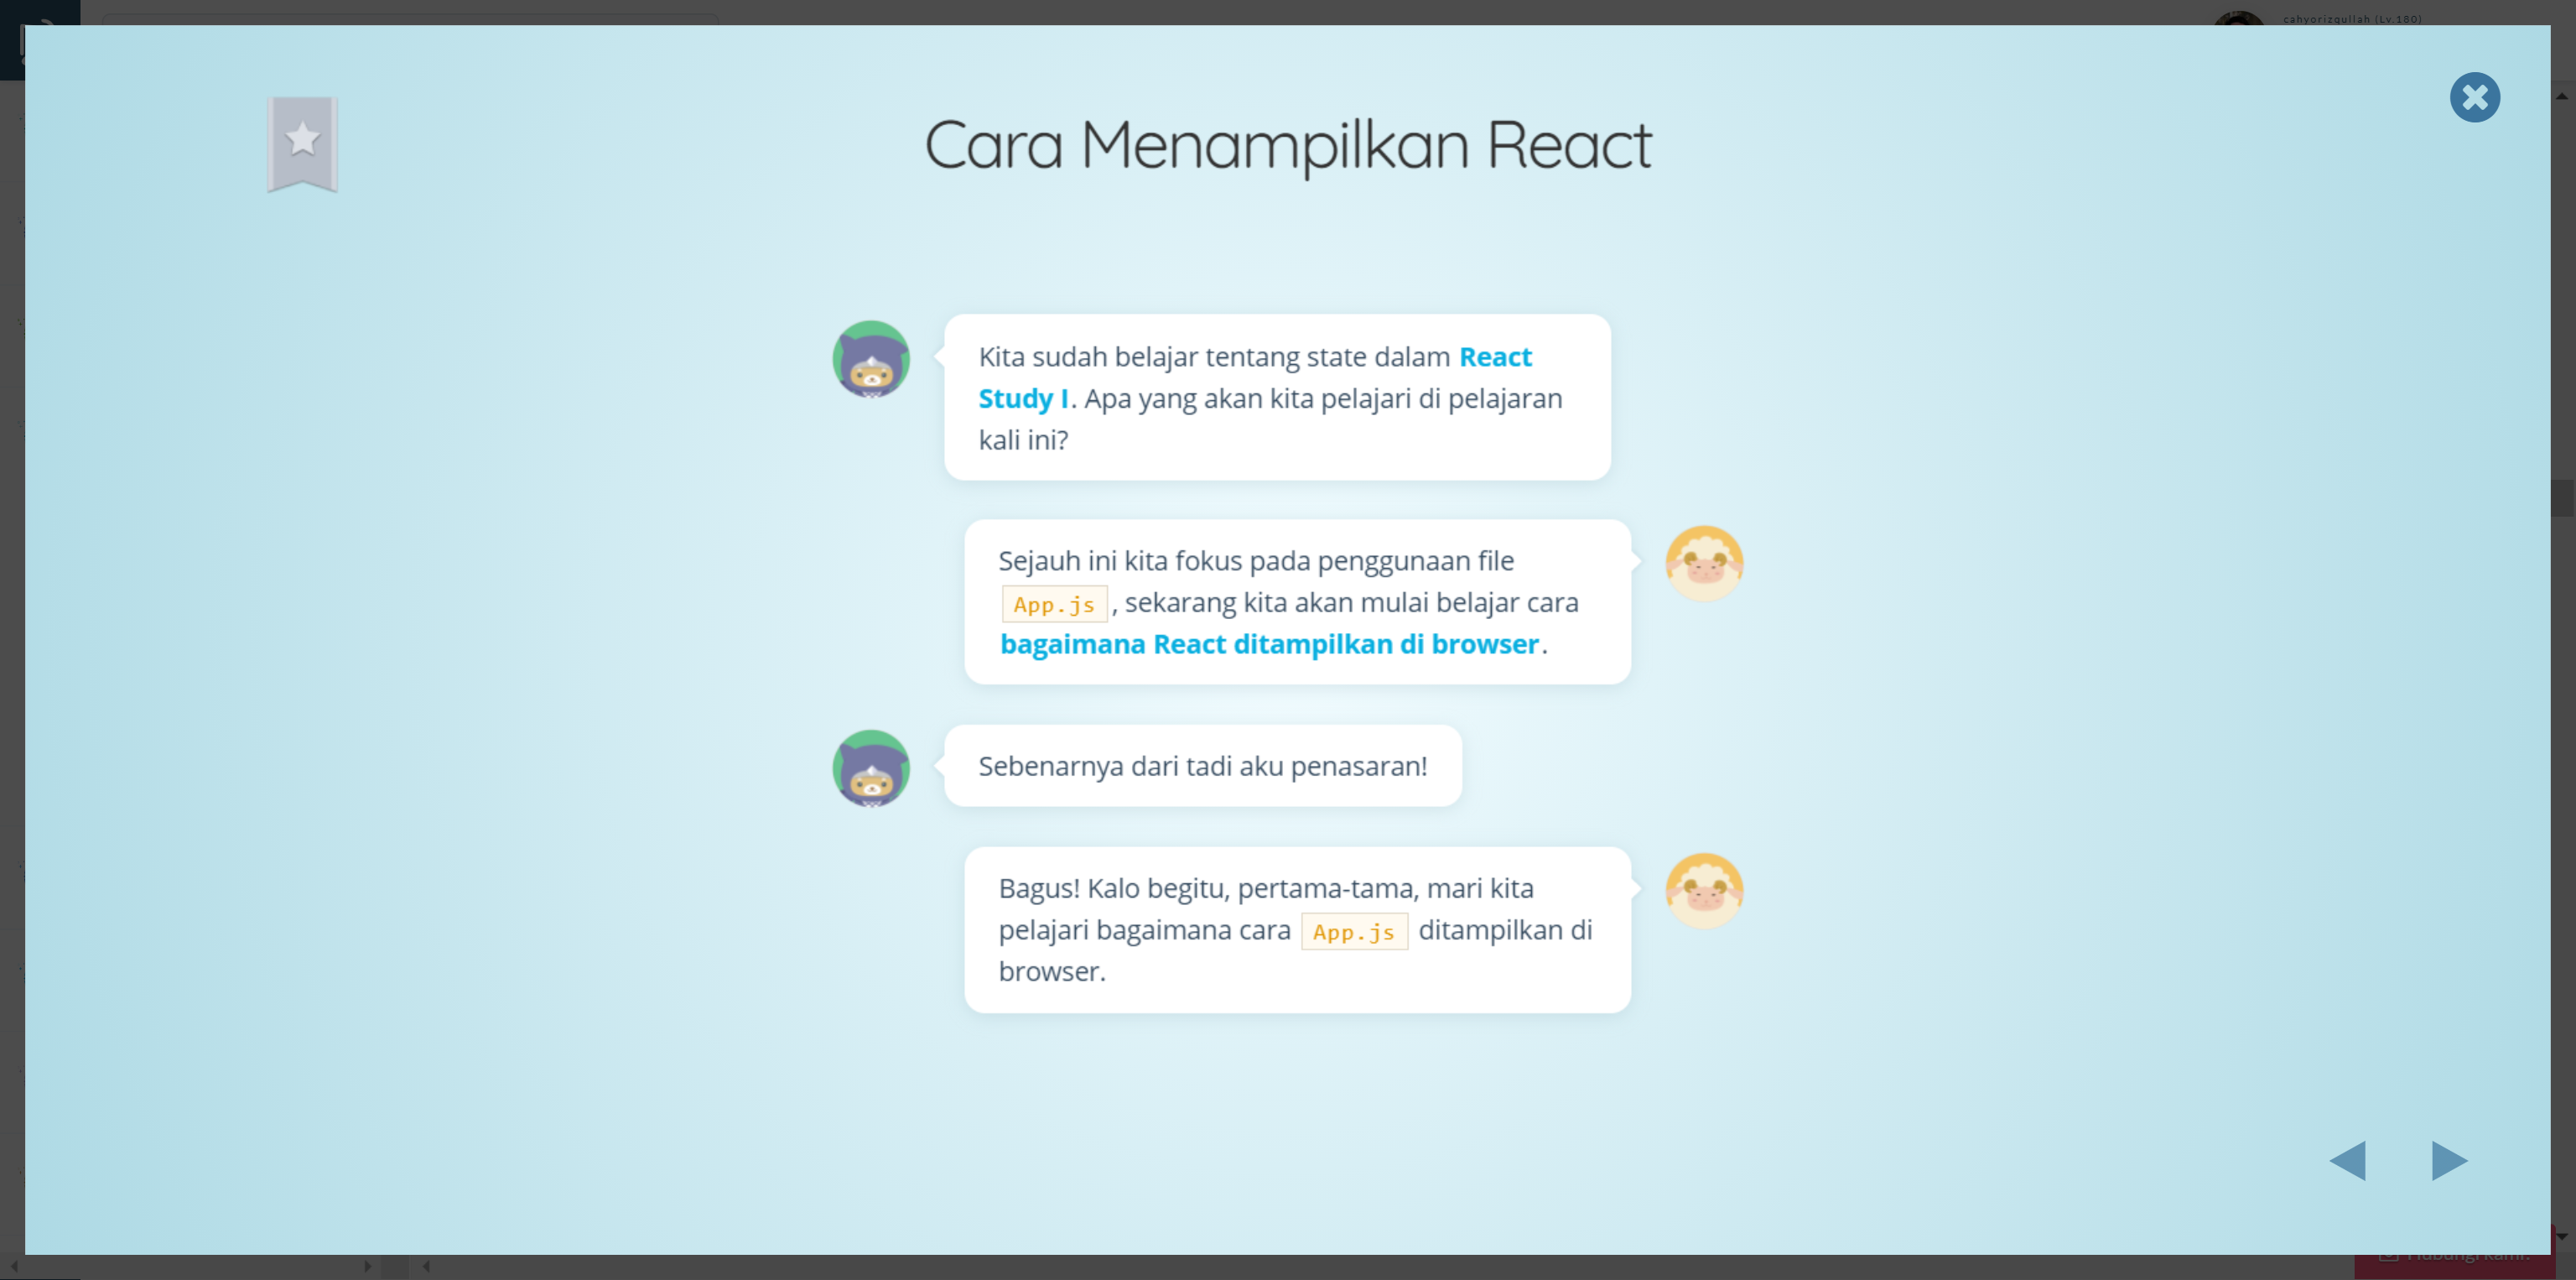 cahyorizqullah (Lv.180)
Cara Menampilkan React
Kita sudah belajar tentang state dalam React
Study I. Apa yang akan kita pelajari di pelajaran
kali ini?
Sejauh ini kita fokus pada penggunaan file
App.js , sekarang kita akan mulai belajar cara
bagaimana React ditampilkan di browser.
Sebenarnya dari tadi aku penasaran!
Bagus! Kalo begitu, pertama-tama, mari kita
pelajari bagaimana cara App.js ditampilkan di
browser.